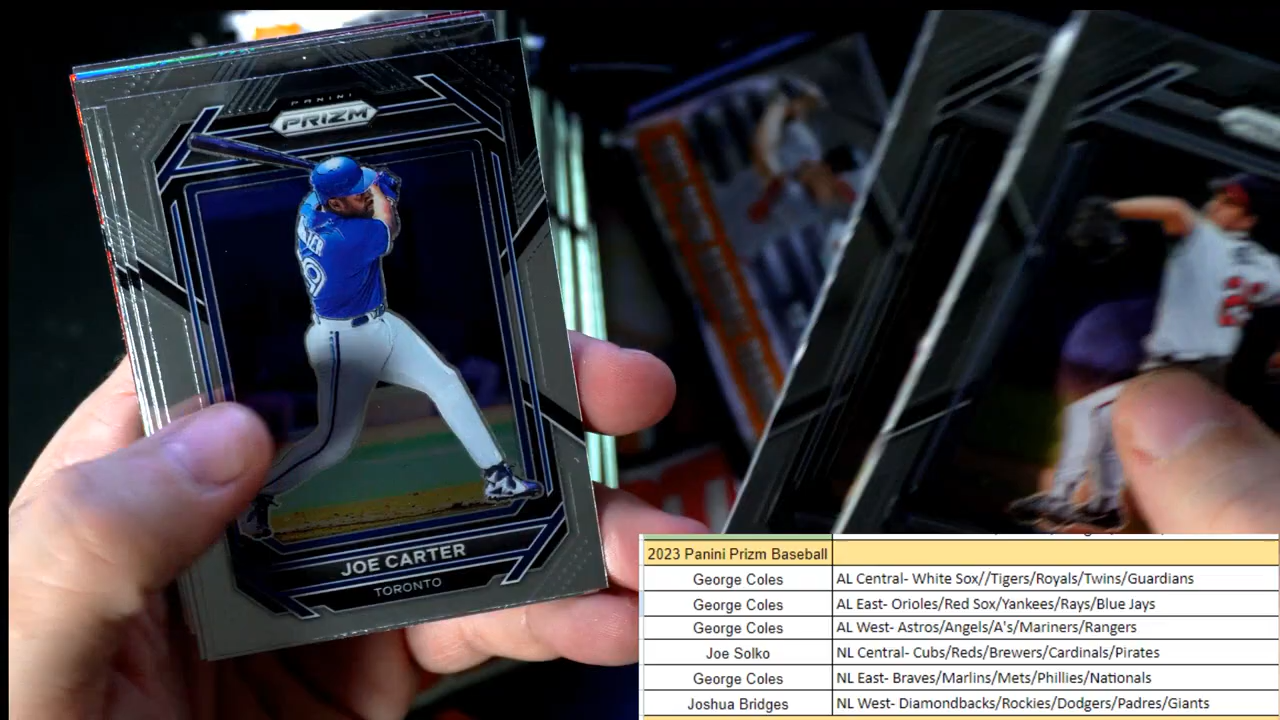 PANINI
PRIZM
9
JOE CARTER
TORONTO
2023 Panini Prizm Baseball
George Coles AL Central- White Sox//Tigers/Royals/Twins/Guardians
George Coles AL East- Orioles/Red Sox/Yankees/Rays/Blue Jays
George Coles AL West- Astros/Angels/A's/Mariners/Rangers
Joe Solko NL Central- Cubs/Reds/Brewers/Cardinals/Pirates
George Coles NL East- Braves/Marlins/Mets/Phillies/Nationals
Joshua Bridges NL West- Diamondbacks/Rockies/Dodgers/Padres/Giants